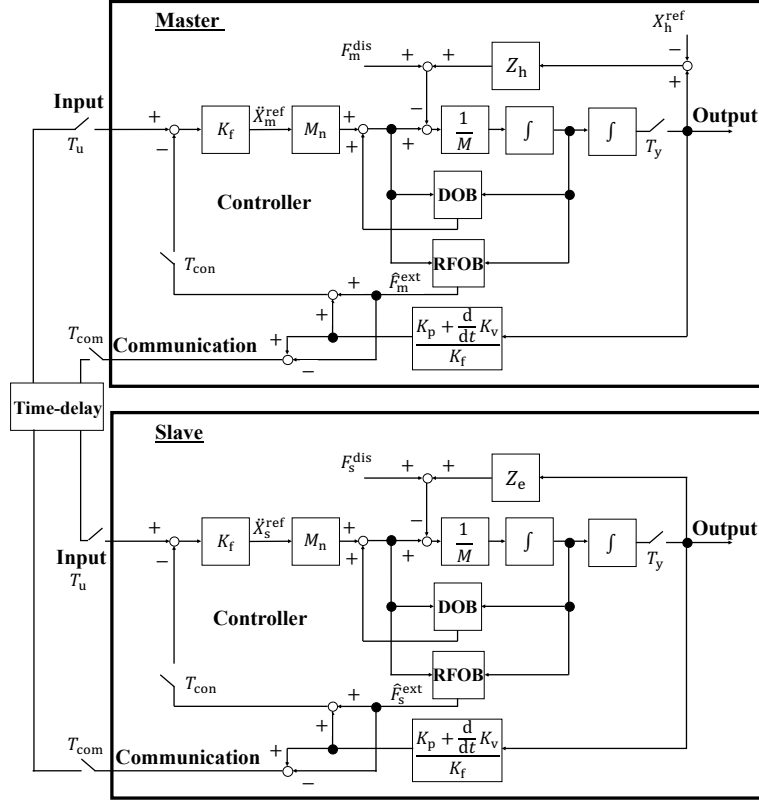 Master
X_h^ref
F_m^dis
+
+
Z_h
−
+
Input
+
−
K_f
Ẍ_m^ref
M_n
+
+
−
+
1/M
∫
∫
Output
T_u
T_y
Controller
DOB
RFOB
T_con
+
F̂_m^ext
+
T_com
Communication
+
−
K_p + d/dt K_v
K_f
Time-delay
Slave
F_s^dis
+
+
Z_e
+
−
K_f
Ẍ_s^ref
M_n
+
+
−
+
1/M
∫
∫
Output
Input
T_u
T_y
Controller
DOB
RFOB
T_con
+
F̂_s^ext
+
T_com
Communication
+
−
K_p + d/dt K_v
K_f